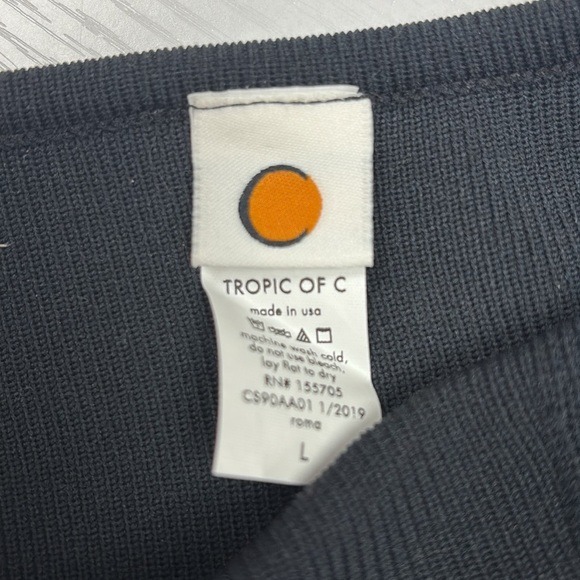 TROPIC OF C
made in usa
machine wash cold,
do not use bleach,
lay flat to dry
RN# 155705
CS90AA01 1/2019
roma
L